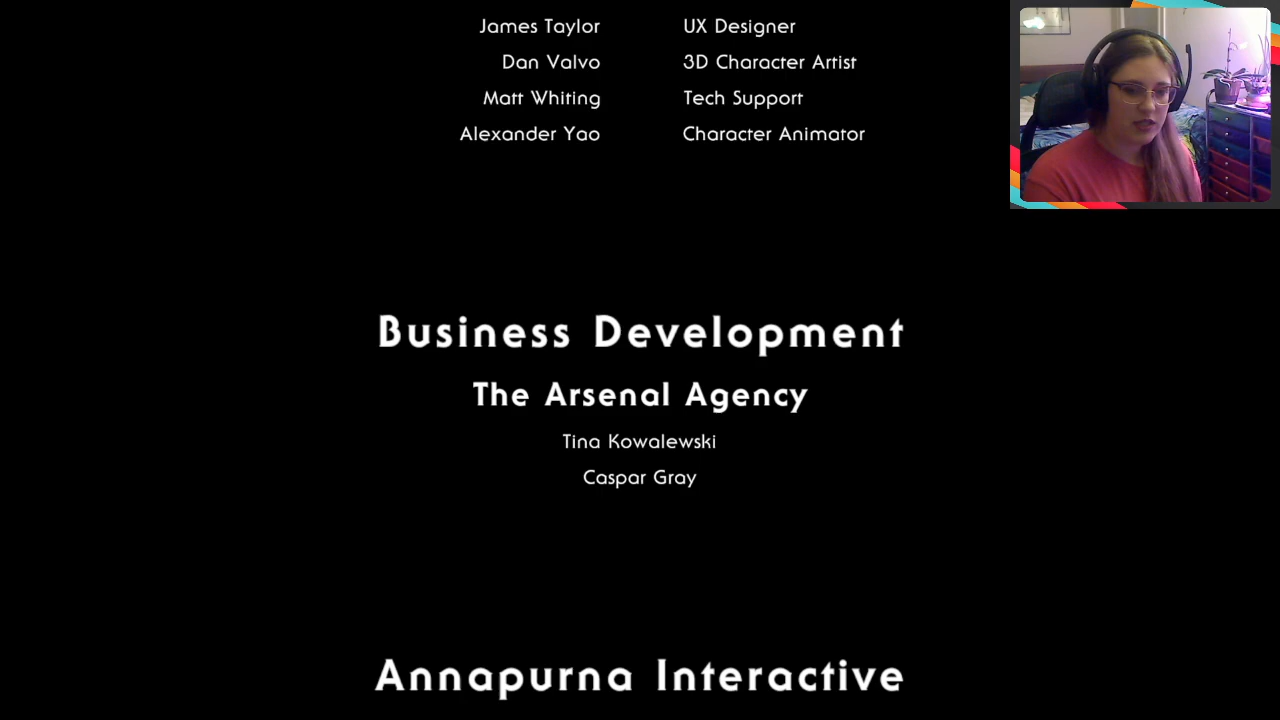 James Taylor UX Designer
Dan Valvo 3D Character Artist
Matt Whiting Tech Support
Alexander Yao Character Animator
Business Development
The Arsenal Agency
Tina Kowalewski
Caspar Gray
Annapurna Interactive